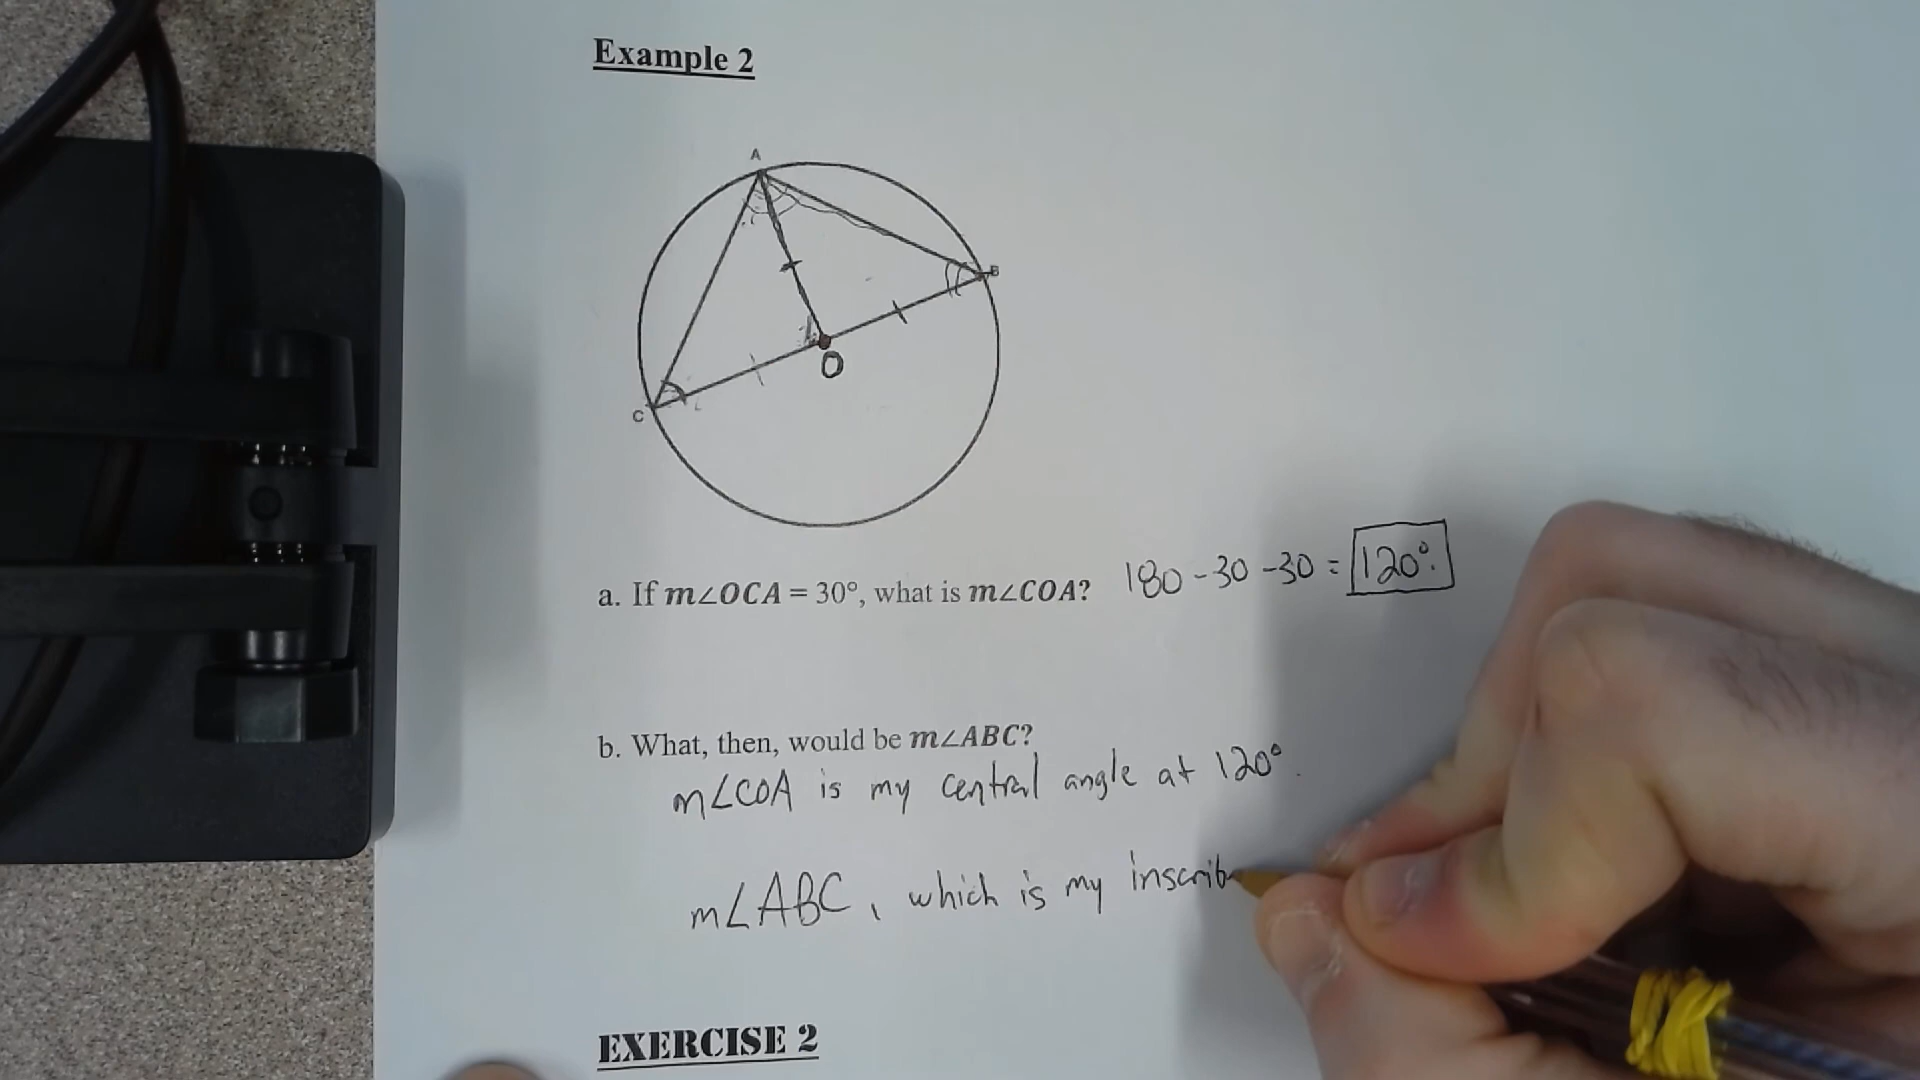 Example 2
A
B
O
C
a. If m∠OCA = 30°, what is m∠COA? 180 - 30 - 30 = 120°.
b. What, then, would be m∠ABC?
m∠COA is my central angle at 120°.
m∠ABC, which is my inscrib
EXERCISE 2